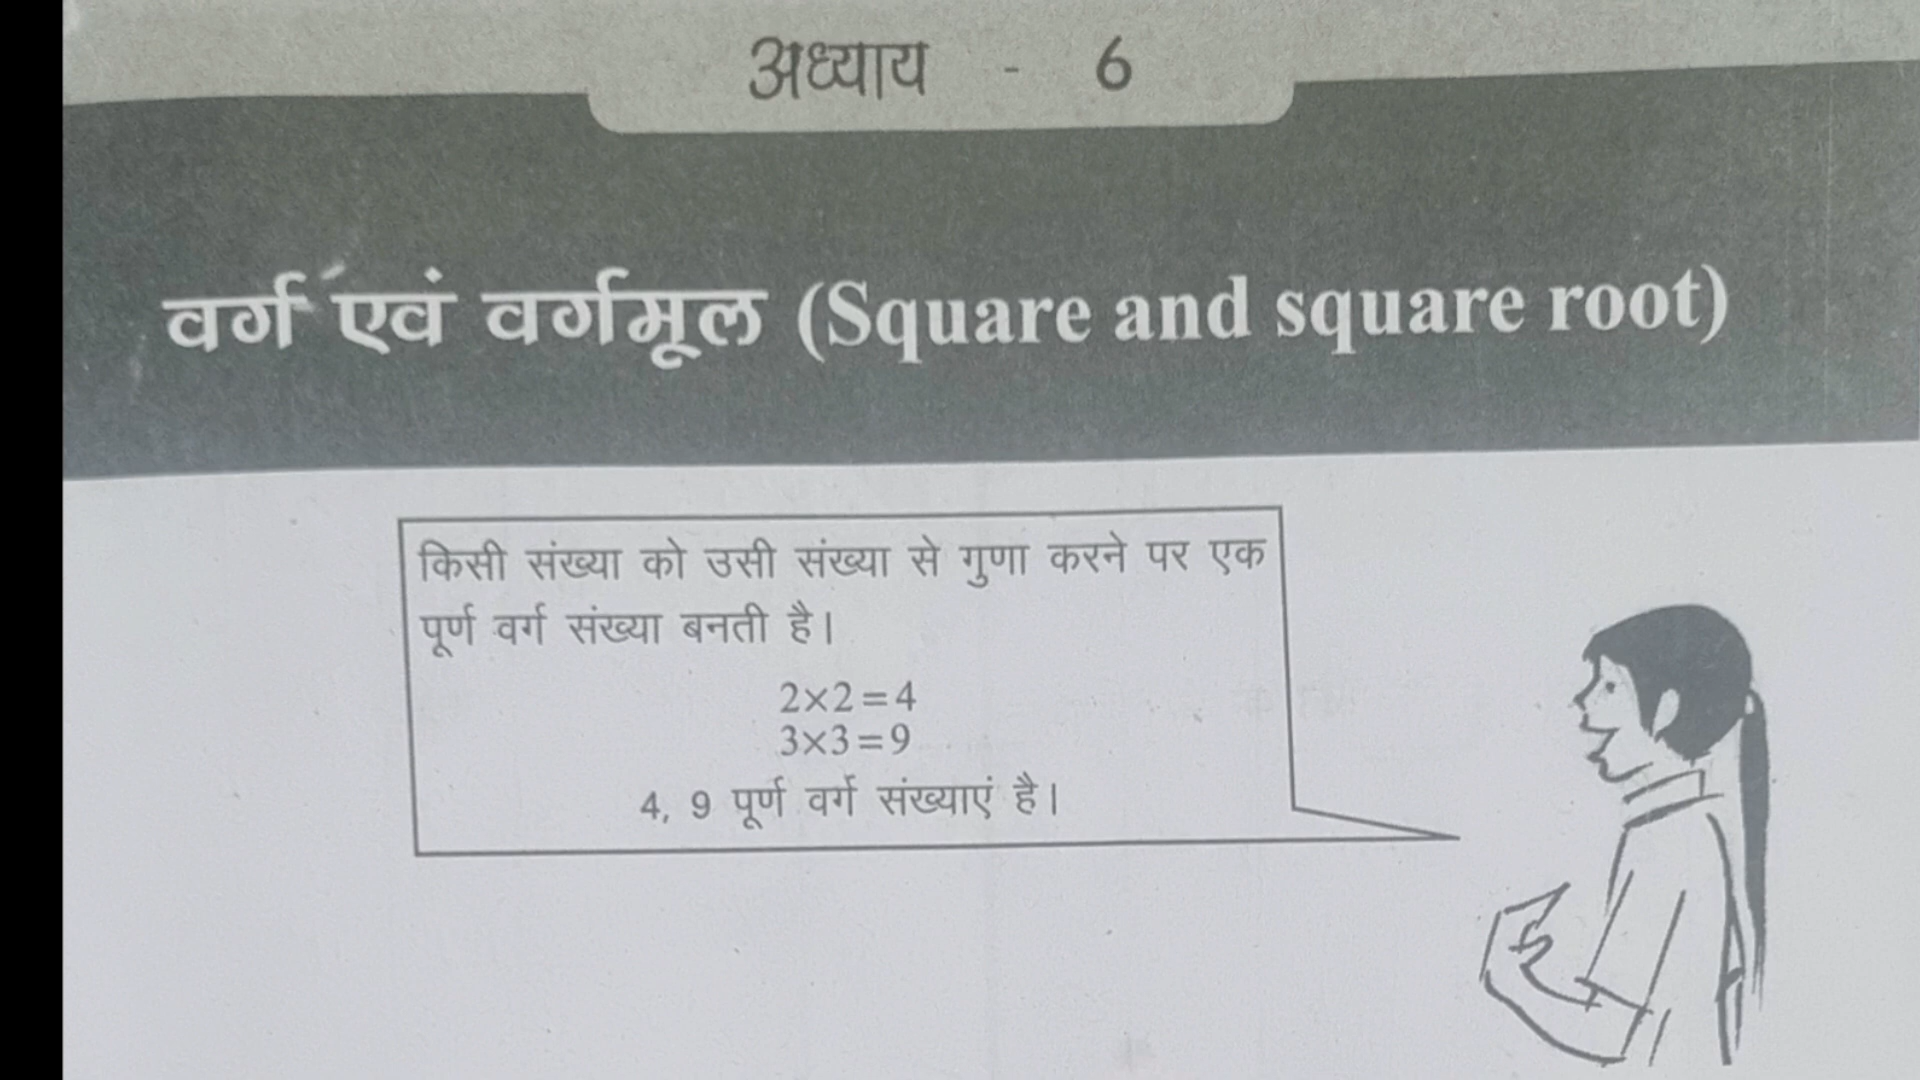 अध्याय - 6
वर्ग एवं वर्गमूल (Square and square root)
किसी संख्या को उसी संख्या से गुणा करने पर एक
पूर्ण वर्ग संख्या बनती है।
2×2=4
3×3=9
4, 9 पूर्ण वर्ग संख्याएं है।